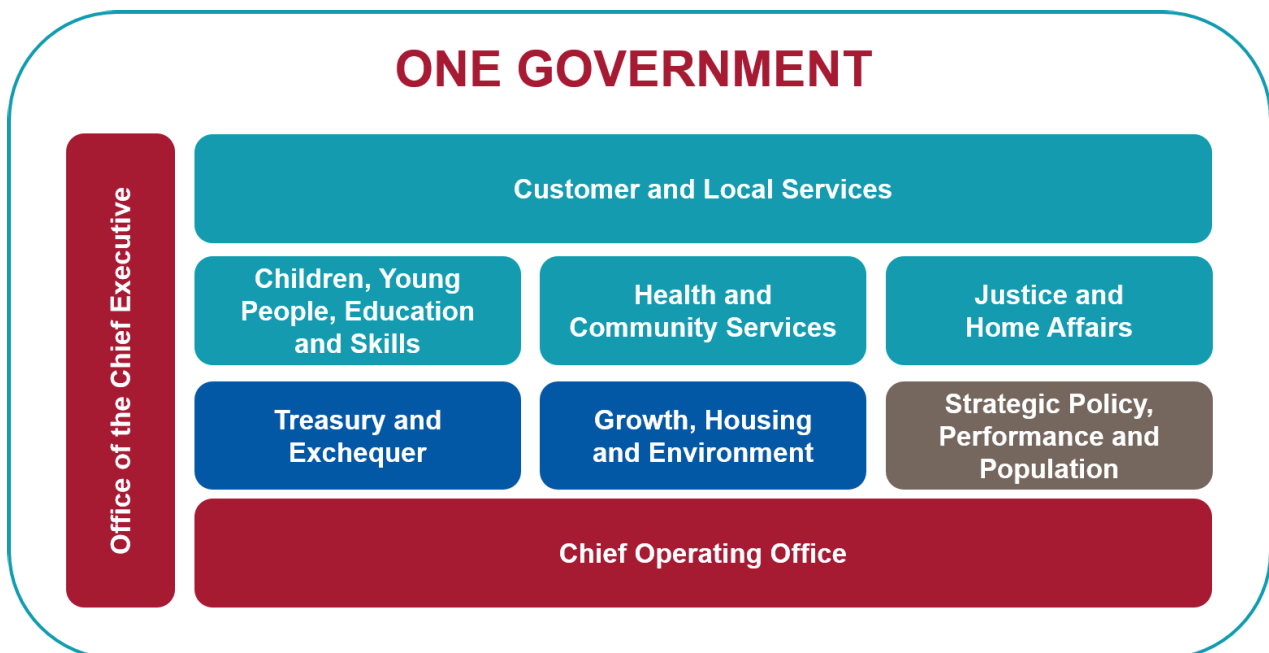 ONE GOVERNMENT
Office of the Chief Executive
Customer and Local Services
Children, Young
People, Education
and Skills
Health and
Community Services
Justice and
Home Affairs
Treasury and
Exchequer
Growth, Housing
and Environment
Strategic Policy,
Performance and
Population
Chief Operating Office